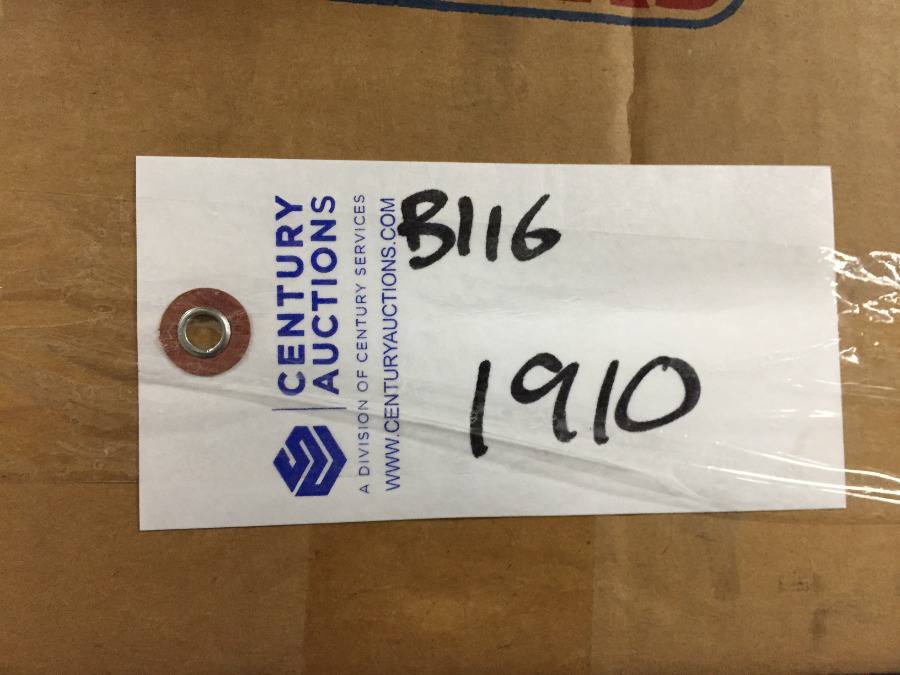 CENTURY
AUCTIONS
A DIVISION OF CENTURY SERVICES
WWW.CENTURYAUCTIONS.COM
B116
1910